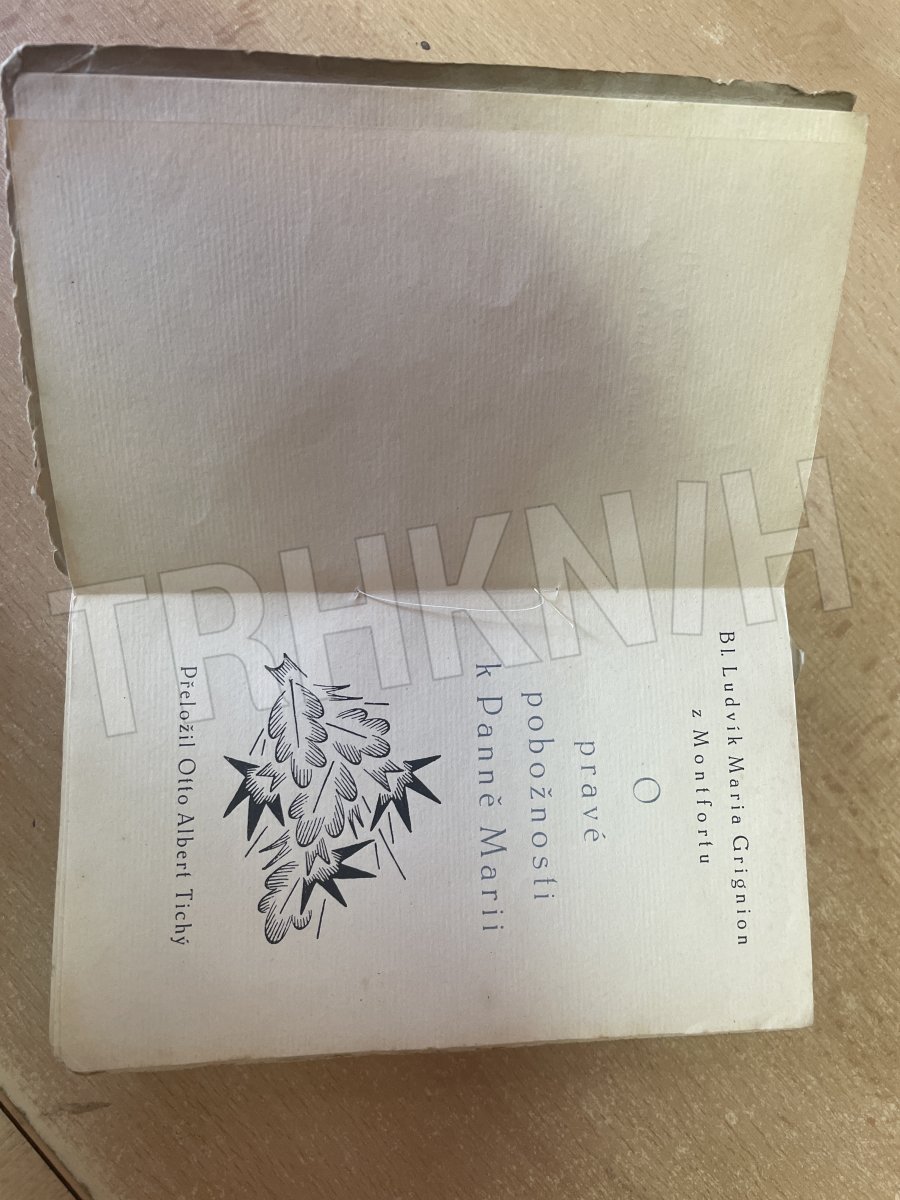 Bl. Ludvík Maria Grignion
z Montfortu
O
pravé
pobožnosti
k Panně Marii
Přeložil Otto Albert Tichý
TRHKNIH